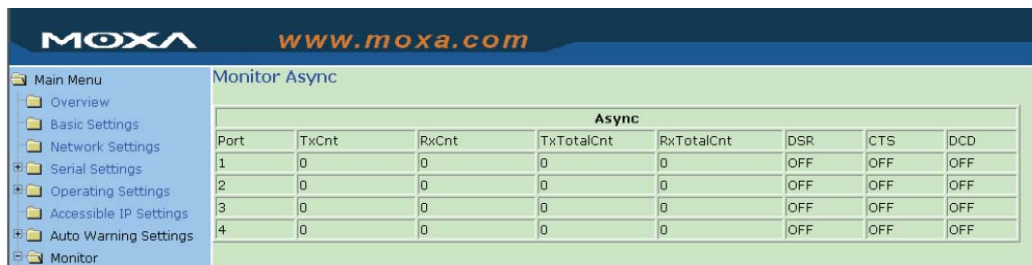 MOXA www.moxa.com
Main Menu
Overview
Basic Settings
Network Settings
Serial Settings
Operating Settings
Accessible IP Settings
Auto Warning Settings
Monitor
Monitor Async
Async
Port TxCnt RxCnt TxTotalCnt RxTotalCnt DSR CTS DCD
1 0 0 0 0 OFF OFF OFF
2 0 0 0 0 OFF OFF OFF
3 0 0 0 0 OFF OFF OFF
4 0 0 0 0 OFF OFF OFF